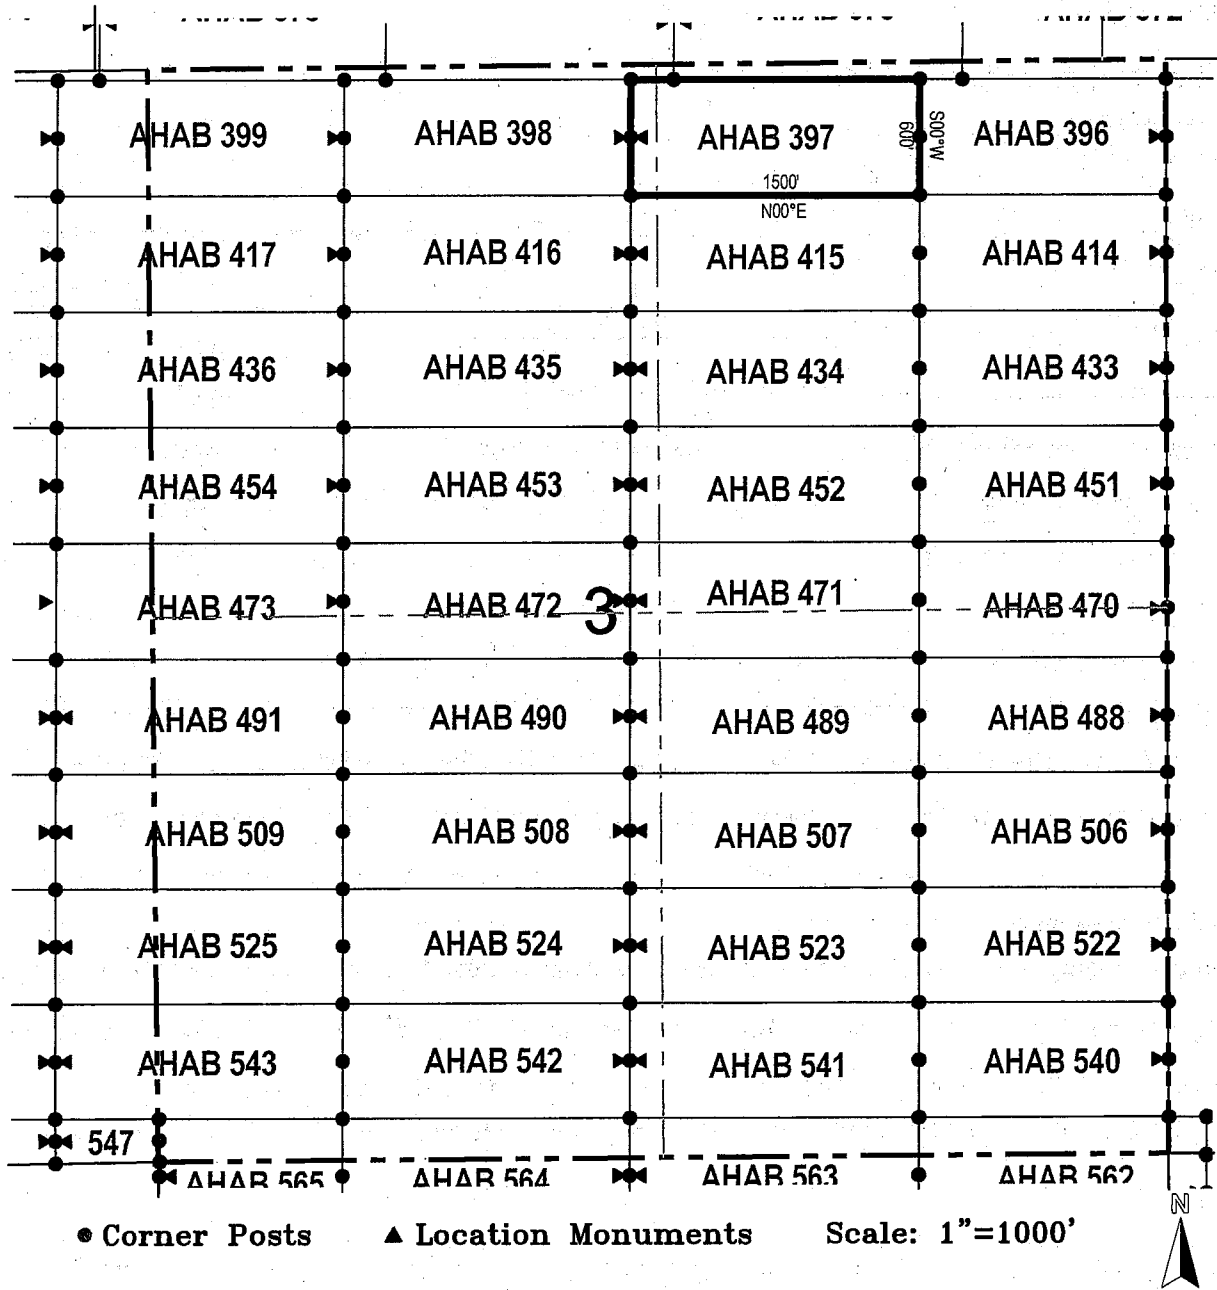 AHAB 399 AHAB 398 AHAB 397 AHAB 396
600'
S00°W
1500'
N00°E
AHAB 417 AHAB 416 AHAB 415 AHAB 414
AHAB 436 AHAB 435 AHAB 434 AHAB 433
AHAB 454 AHAB 453 AHAB 452 AHAB 451
AHAB 473 AHAB 472 3 AHAB 471 AHAB 470
AHAB 491 AHAB 490 AHAB 489 AHAB 488
AHAB 509 AHAB 508 AHAB 507 AHAB 506
AHAB 525 AHAB 524 AHAB 523 AHAB 522
AHAB 543 AHAB 542 AHAB 541 AHAB 540
547
AHAB 565 AHAB 564 AHAB 563 AHAB 562
Corner Posts Location Monuments Scale: 1"=1000'
N